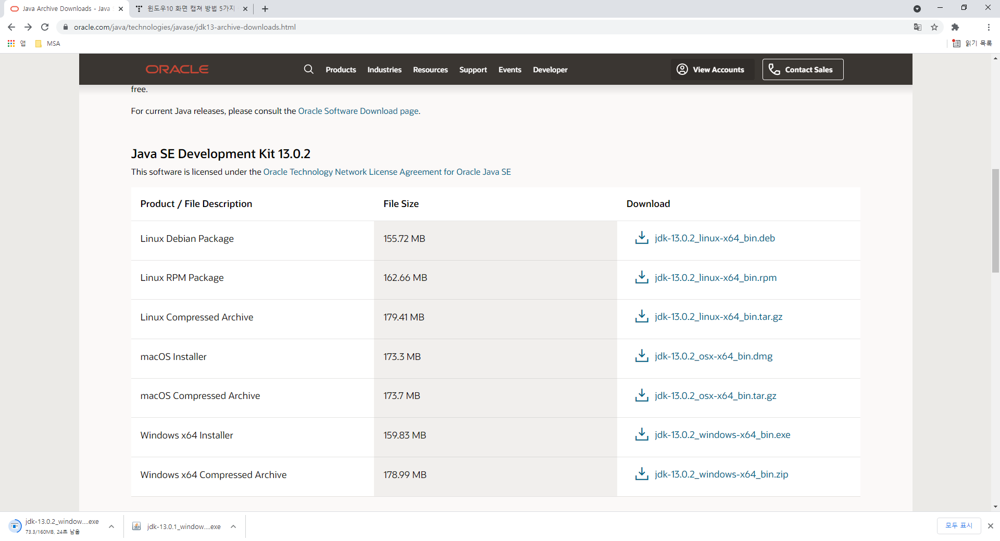 Java Archive Downloads - Java
윈도우10 화면 캡쳐 방법 5가지
oracle.com/java/technologies/javase/jdk13-archive-downloads.html
앱
MSA
읽기 목록
ORACLE
Products
Industries
Resources
Support
Events
Developer
View Accounts
Contact Sales
free.
For current Java releases, please consult the Oracle Software Download page.
Java SE Development Kit 13.0.2
This software is licensed under the Oracle Technology Network License Agreement for Oracle Java SE
Product / File Description File Size Download
Linux Debian Package 155.72 MB jdk-13.0.2_linux-x64_bin.deb
Linux RPM Package 162.66 MB jdk-13.0.2_linux-x64_bin.rpm
Linux Compressed Archive 179.41 MB jdk-13.0.2_linux-x64_bin.tar.gz
macOS Installer 173.3 MB jdk-13.0.2_osx-x64_bin.dmg
macOS Compressed Archive 173.7 MB jdk-13.0.2_osx-x64_bin.tar.gz
Windows x64 Installer 159.83 MB jdk-13.0.2_windows-x64_bin.exe
Windows x64 Compressed Archive 178.99 MB jdk-13.0.2_windows-x64_bin.zip
jdk-13.0.2_window....exe
73.3/160MB, 24초 남음
jdk-13.0.1_window....exe
모두 표시